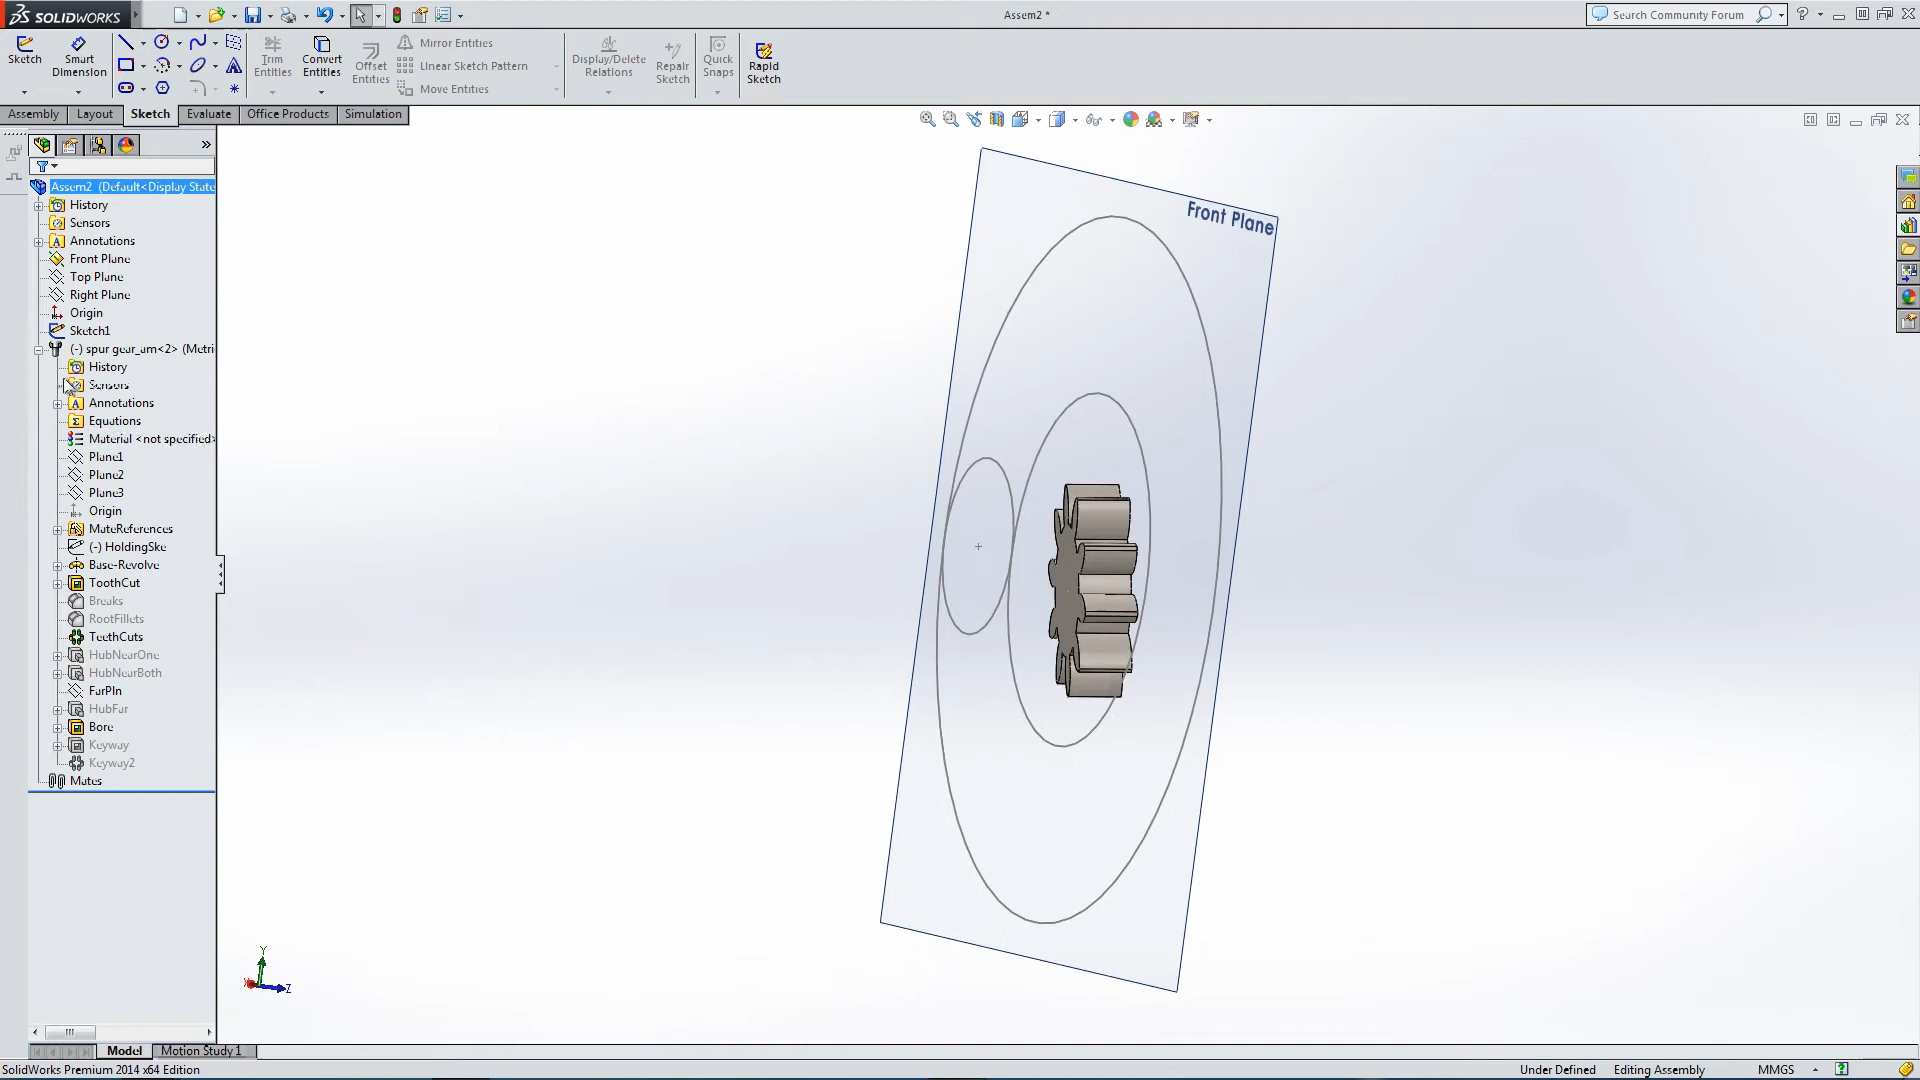 SOLIDWORKS
Assem2 *
Search Community Forum
Sketch
Smart
Dimension
Trim
Entities
Convert
Entities
Offset
Entities
Mirror Entities
Linear Sketch Pattern
Move Entities
Display/Delete
Relations
Repair
Sketch
Quick
Snaps
Rapid
Sketch
Assembly
Layout
Sketch
Evaluate
Office Products
Simulation
Assem2 (Default<Display State
History
Sensors
Annotations
Front Plane
Top Plane
Right Plane
Origin
Sketch1
(-) spur gear_am<2> (Metri
History
Sensors
Annotations
Equations
Material <not specified>
Plane1
Plane2
Plane3
Origin
MateReferences
(-) HoldingSke
Base-Revolve
ToothCut
Breaks
RootFillets
TeethCuts
HubNearOne
HubNearBoth
FarPln
HubFar
Bore
Keyway
Keyway2
Mates
Front Plane
Y
X
Z
Model
Motion Study 1
SolidWorks Premium 2014 x64 Edition
Under Defined
Editing Assembly
MMGS